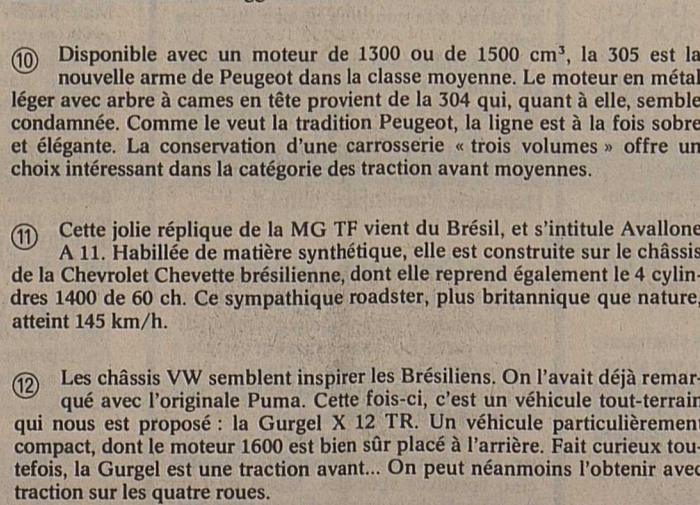 ⑩ Disponible avec un moteur de 1300 ou de 1500 cm³, la 305 est la
nouvelle arme de Peugeot dans la classe moyenne. Le moteur en métal
léger avec arbre à cames en tête provient de la 304 qui, quant à elle, semble
condamnée. Comme le veut la tradition Peugeot, la ligne est à la fois sobre
et élégante. La conservation d'une carrosserie « trois volumes » offre un
choix intéressant dans la catégorie des traction avant moyennes.
⑪ Cette jolie réplique de la MG TF vient du Brésil, et s'intitule Avallone
A 11. Habillée de matière synthétique, elle est construite sur le châssis
de la Chevrolet Chevette brésilienne, dont elle reprend également le 4 cylin-
dres 1400 de 60 ch. Ce sympathique roadster, plus britannique que nature,
atteint 145 km/h.
⑫ Les châssis VW semblent inspirer les Brésiliens. On l'avait déjà remar-
qué avec l'originale Puma. Cette fois-ci, c'est un véhicule tout-terrain
qui nous est proposé : la Gurgel X 12 TR. Un véhicule particulièrement
compact, dont le moteur 1600 est bien sûr placé à l'arrière. Fait curieux tou-
tefois, la Gurgel est une traction avant... On peut néanmoins l'obtenir avec
traction sur les quatre roues.